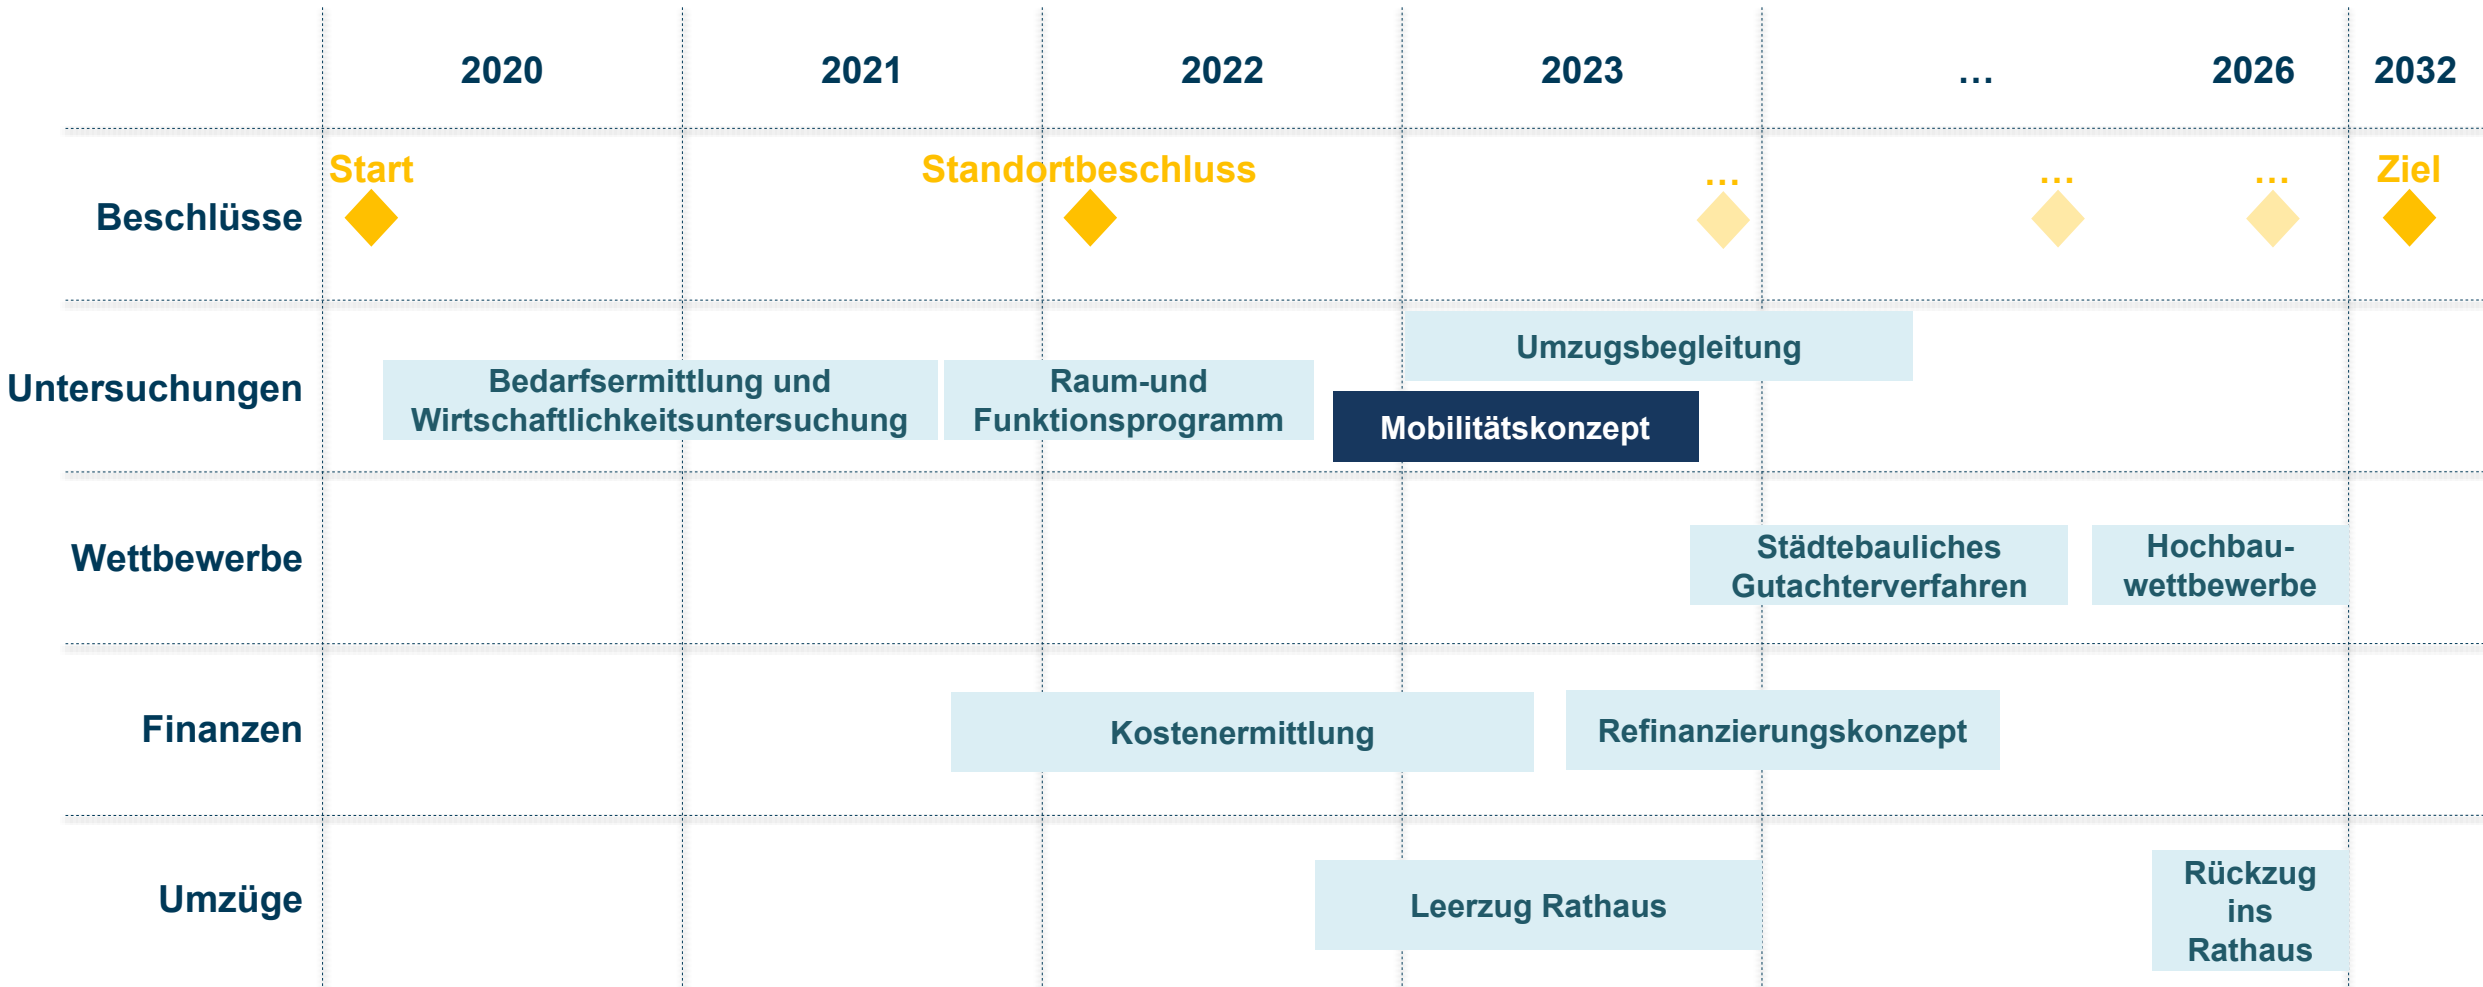 2020 2021 2022 2023 … 2026 2032
Start Standortbeschluss … … … Ziel
Beschlüsse
Umzugsbegleitung
Untersuchungen
Bedarfsermittlung und
Wirtschaftlichkeitsuntersuchung
Raum-und
Funktionsprogramm
Mobilitätskonzept
Wettbewerbe
Städtebauliches
Gutachterverfahren
Hochbau-
wettbewerbe
Finanzen
Kostenermittlung
Refinanzierungskonzept
Umzüge
Leerzug Rathaus
Rückzug
ins
Rathaus